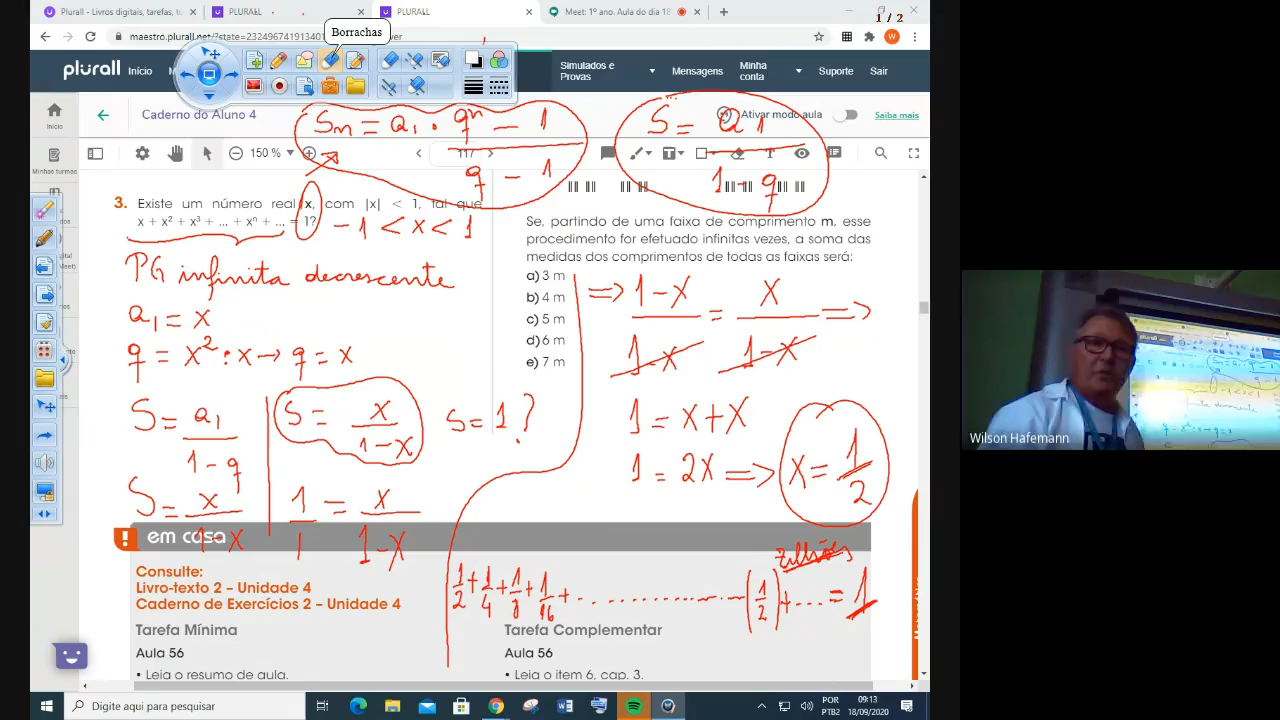 Plurall - Livros digitais, tarefas, tu
PLURALL
PLURALL
Meet: 1º ano. Aula do dia 18
1 / 2
Borrachas
maestro.plurall.net/?state=232496741913401
plurall
Início
Simulados e Provas
Mensagens
Minha conta
Suporte
Sair
Caderno do Aluno 4
Ativar modo aula
Saiba mais
Início
Minhas turmas
150 %
117
Sn = a1 . qⁿ − 1 / q − 1
S = a1 / 1 − q
3. Existe um número real x, com |x| < 1, tal que
x + x² + x³ + ... + xⁿ + ... = 1?
− 1 < x < 1
PG infinita decrescente
a1 = x
q = x² : x → q = x
S = a1 / 1 − q
S = x / 1 − x
S = x / 1 − x
S = 1 ?
1 / 1 = x / 1 − x
Se, partindo de uma faixa de comprimento m, esse
procedimento for efetuado infinitas vezes, a soma das
medidas dos comprimentos de todas as faixas será:
a) 3 m
b) 4 m
c) 5 m
d) 6 m
e) 7 m
⇒ 1 − x / 1 − x = x / 1 − x ⇒
1 = x + x
1 = 2x ⇒ x = 1 / 2
zilhões
1/2 + 1/4 + 1/8 + 1/16 + ................ (1/2) + ... = 1
em casa
Consulte:
Livro-texto 2 – Unidade 4
Caderno de Exercícios 2 – Unidade 4
Tarefa Mínima
Aula 56
• Leia o resumo de aula.
Tarefa Complementar
Aula 56
• Leia o item 6, cap. 3.
Wilson Hafemann
Digite aqui para pesquisar
POR
PTB2
09:13
18/09/2020